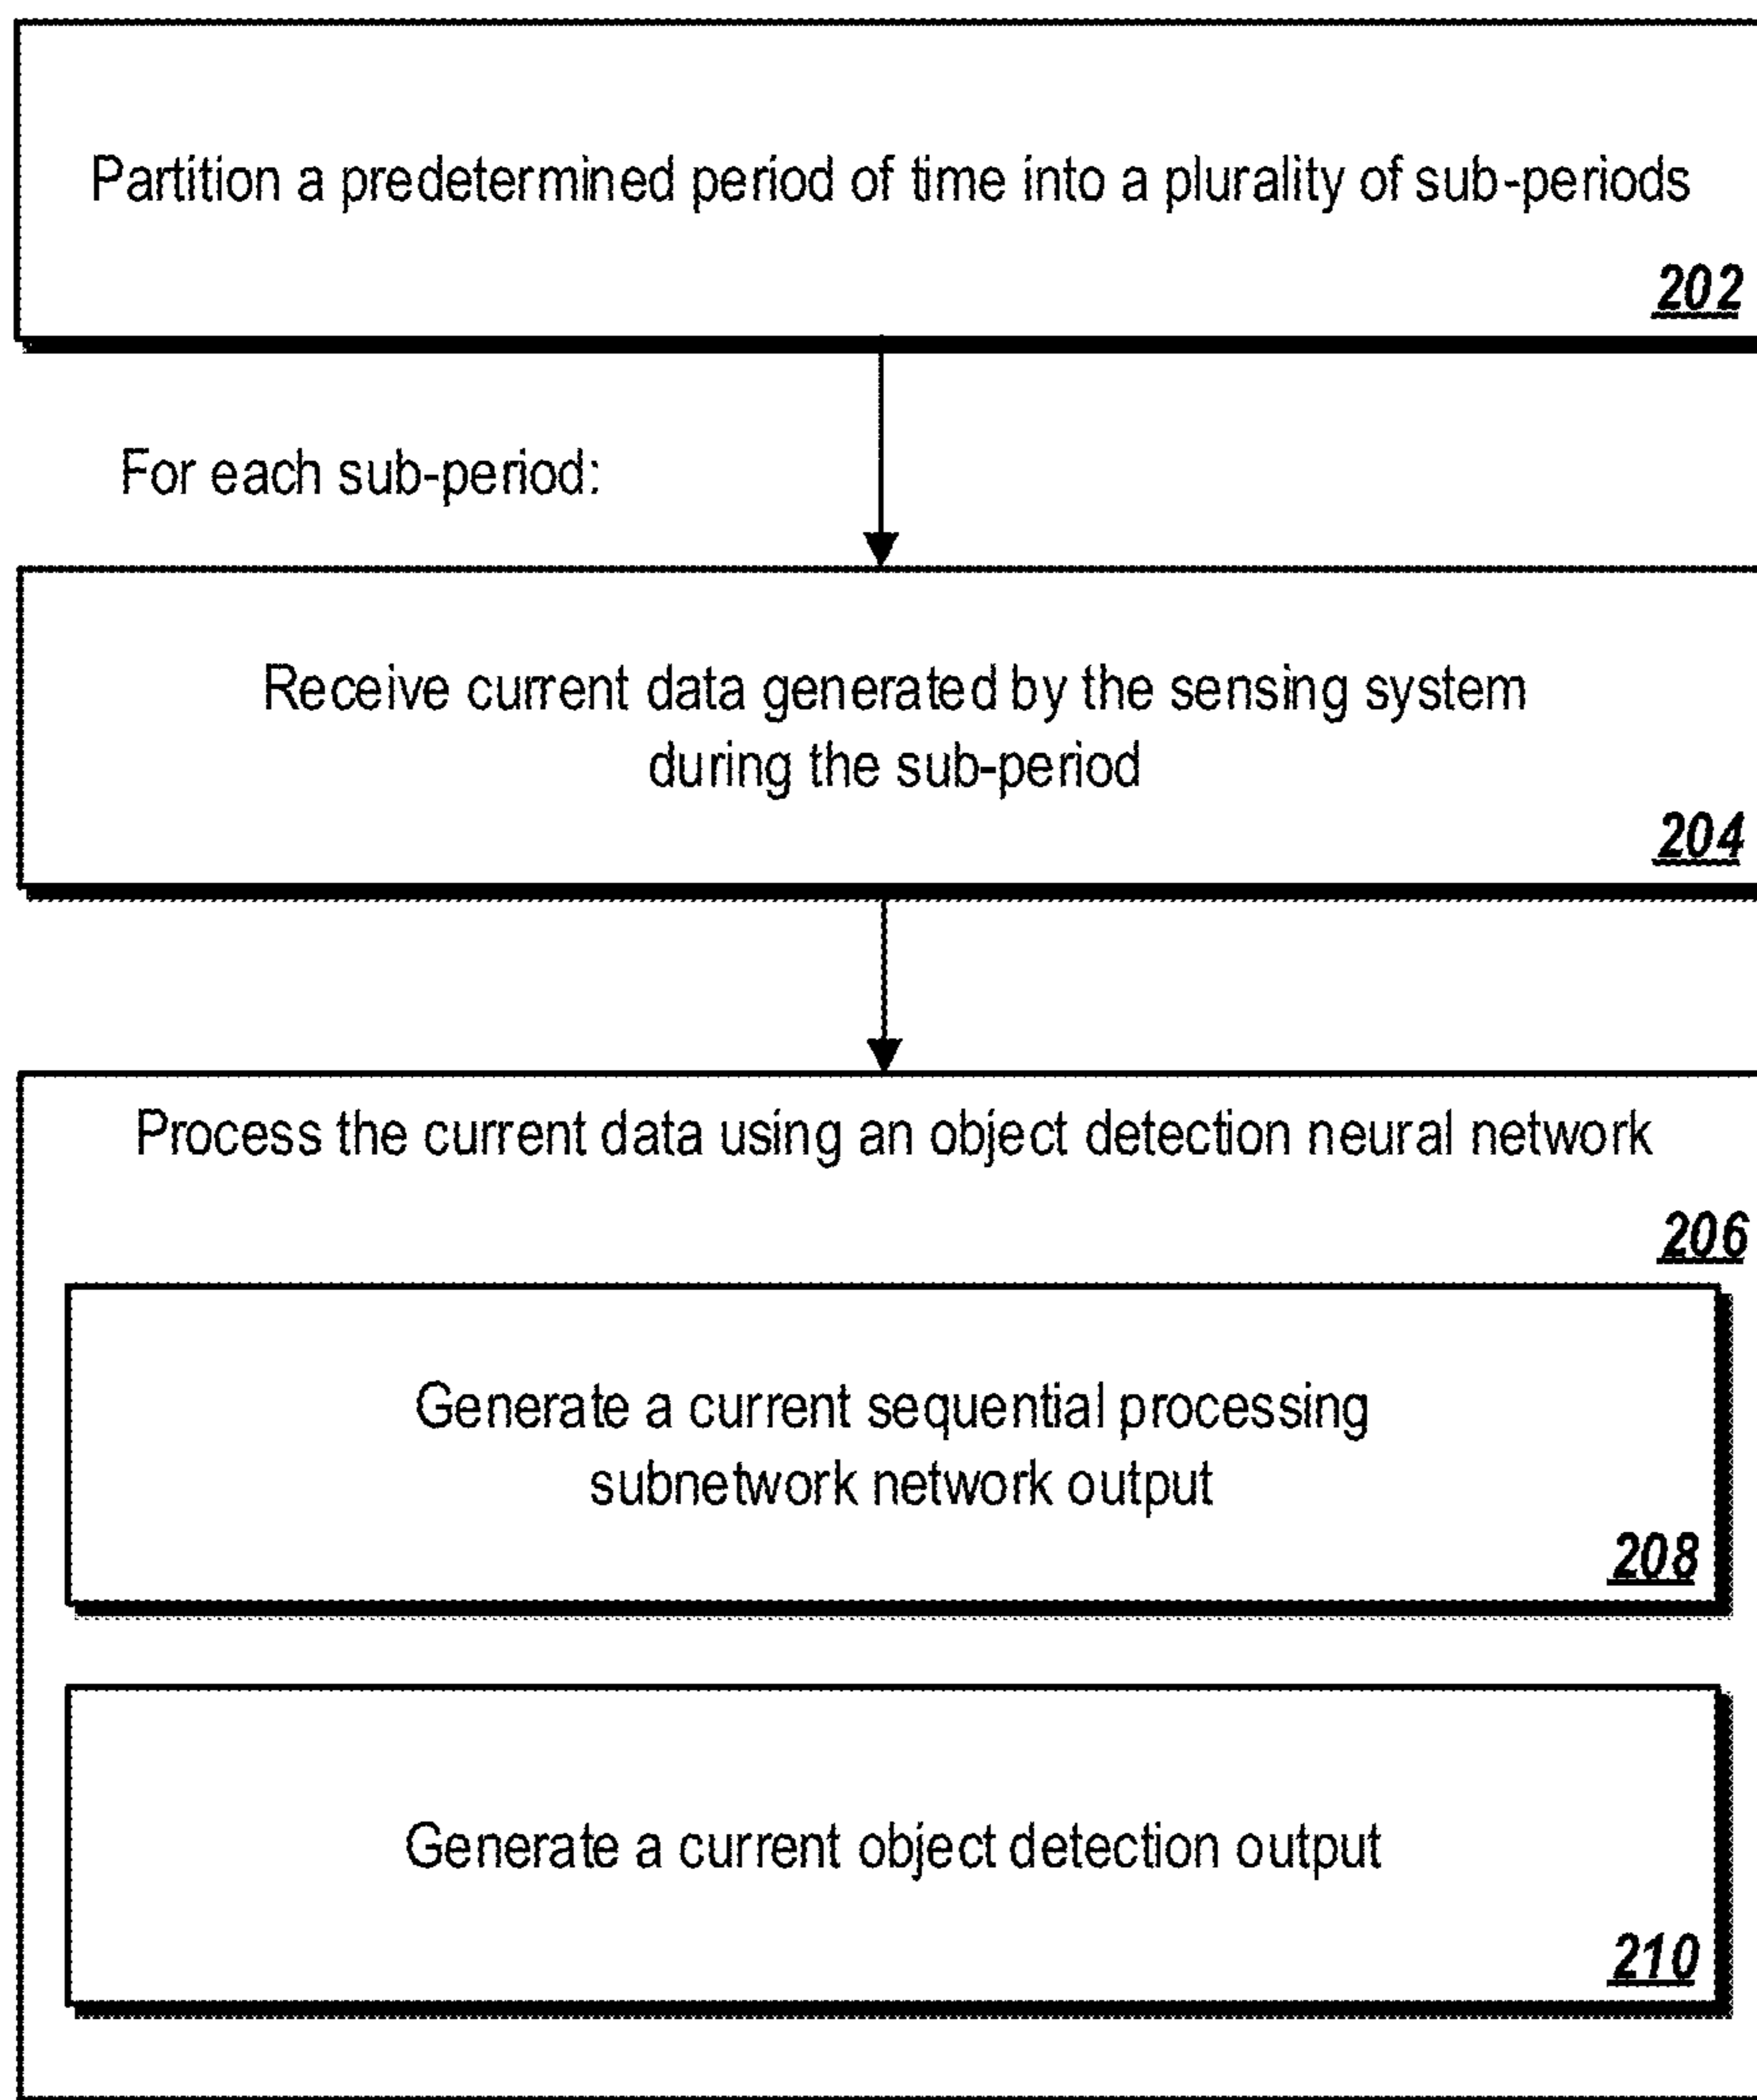 Partition a predetermined period of time into a plurality of sub-periods
202
For each sub-period:
Receive current data generated by the sensing system
during the sub-period
204
Process the current data using an object detection neural network
206
Generate a current sequential processing
subnetwork network output
208
Generate a current object detection output
210